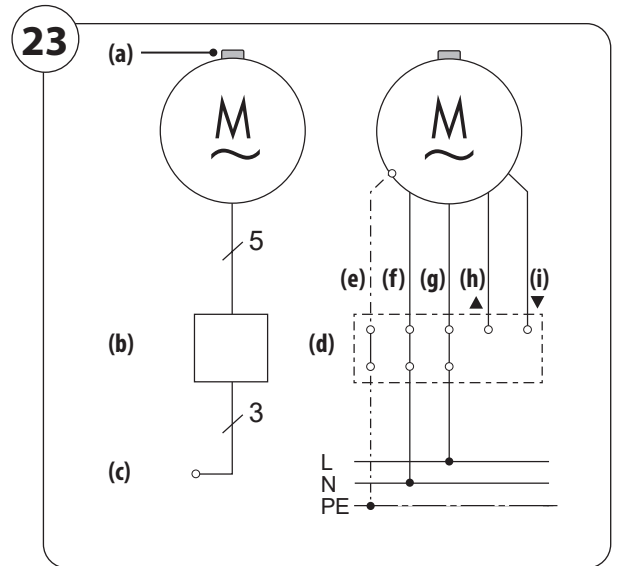 23
(a)
M
~
M
~
5
(e) (f) (g) (h) (i)
▲ ▼
(b)
(d)
3
(c)
L
N
PE